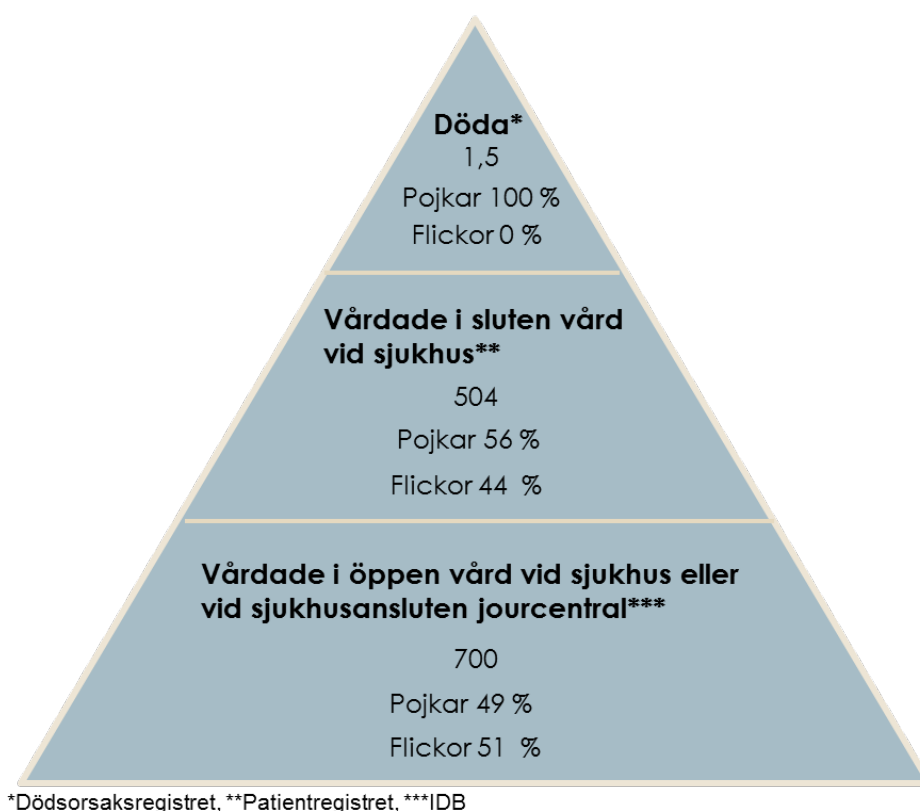 Döda*
1,5
Pojkar 100 %
Flickor 0 %
Vårdade i sluten vård
vid sjukhus**
504
Pojkar 56 %
Flickor 44 %
Vårdade i öppen vård vid sjukhus eller
vid sjukhusansluten jourcentral***
700
Pojkar 49 %
Flickor 51 %
*Dödsorsaksregistret, **Patientregistret, ***IDB